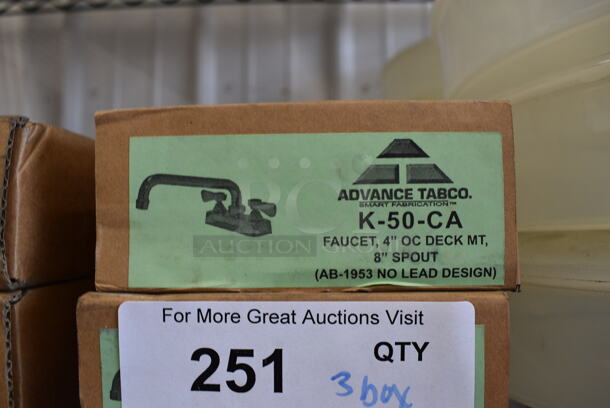 ADVANCE TABCO.
SMART FABRICATION™
K-50-CA
FAUCET, 4" OC DECK MT,
8" SPOUT
(AB-1953 NO LEAD DESIGN)
AUCTION GROUP
For More Great Auctions Visit
251 QTY
3 box